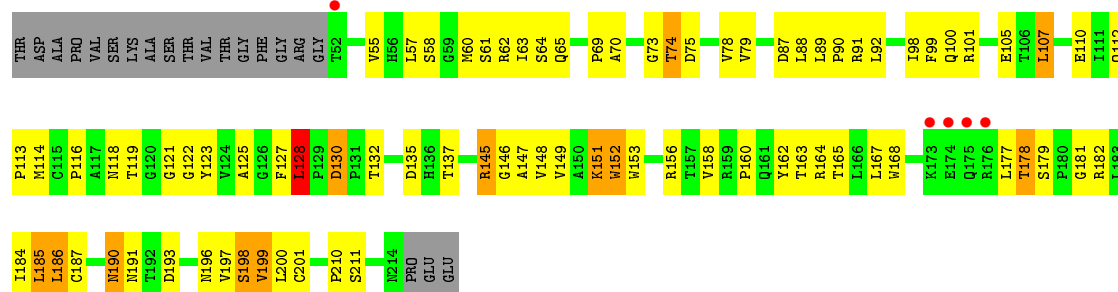 THR ASP ALA PRO VAL SER LYS ALA SER THR VAL THR GLY PHE GLY ARG GLY T52 V55 H56 L57 S58 G59 M60 S61 R62 I63 S64 Q65 P69 A70 G73 T74 D75 V78 V79 D87 L88 L89 P90 R91 L92 I98 F99 Q100 R101 E105 T106 L107 E110 I111 Q112
P113 M114 C115 P116 A117 N118 T119 G120 G121 G122 Y123 V124 A125 G126 F127 L128 P129 D130 P131 T132 D135 H136 T137 R145 G146 A147 V148 V149 A150 K151 W152 W153 R156 T157 V158 R159 P160 Q161 Y162 T163 R164 T165 L166 L167 W168 K173 E174 Q175 R176 L177 T178 S179 P180 G181 R182 L183
I184 L185 L186 C187 N190 N191 T192 D193 N196 V197 S198 V199 L200 C201 P210 S211 N214 PRO GLU GLU